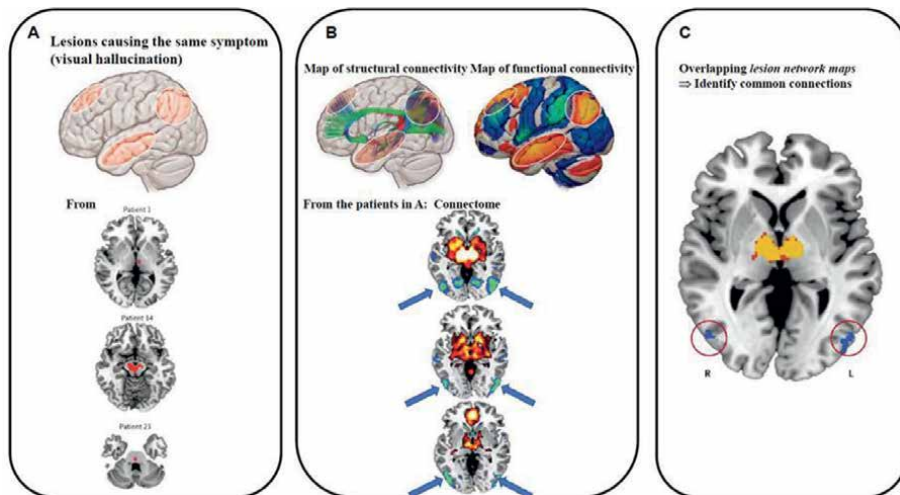 A
Lesions causing the same symptom
(visual hallucination)
From
Patient 1
Patient 14
Patient 23
B
Map of structural connectivity Map of functional connectivity
From the patients in A: Connectome
C
Overlapping lesion network maps
⇒ Identify common connections
R
L